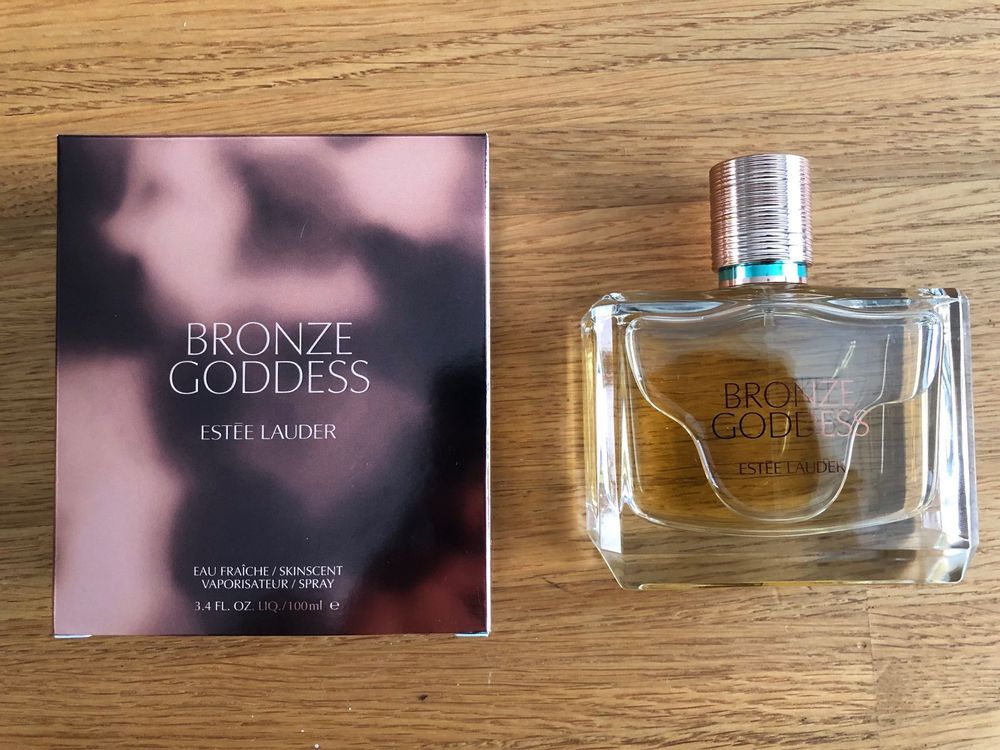 BRONZE
GODDESS
ESTĒE LAUDER
EAU FRAÎCHE / SKINSCENT
VAPORISATEUR / SPRAY
3.4 FL. OZ. LIQ./100ml ℮
BRONZE
GODDESS
ESTĒE LAUDER